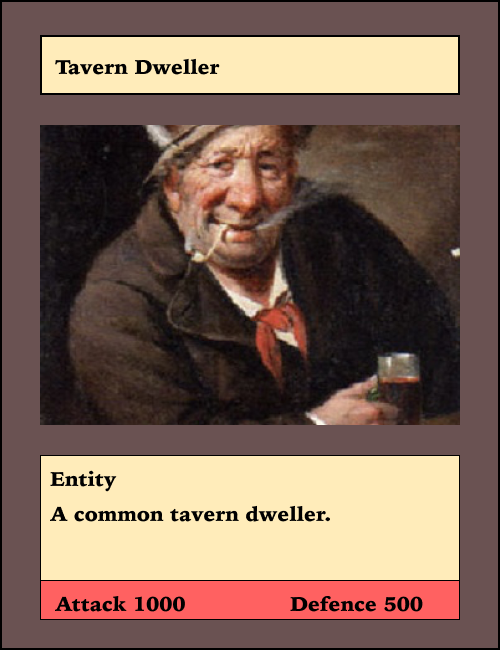 Tavern Dweller
Entity
A common tavern dweller.
Attack 1000 Defence 500